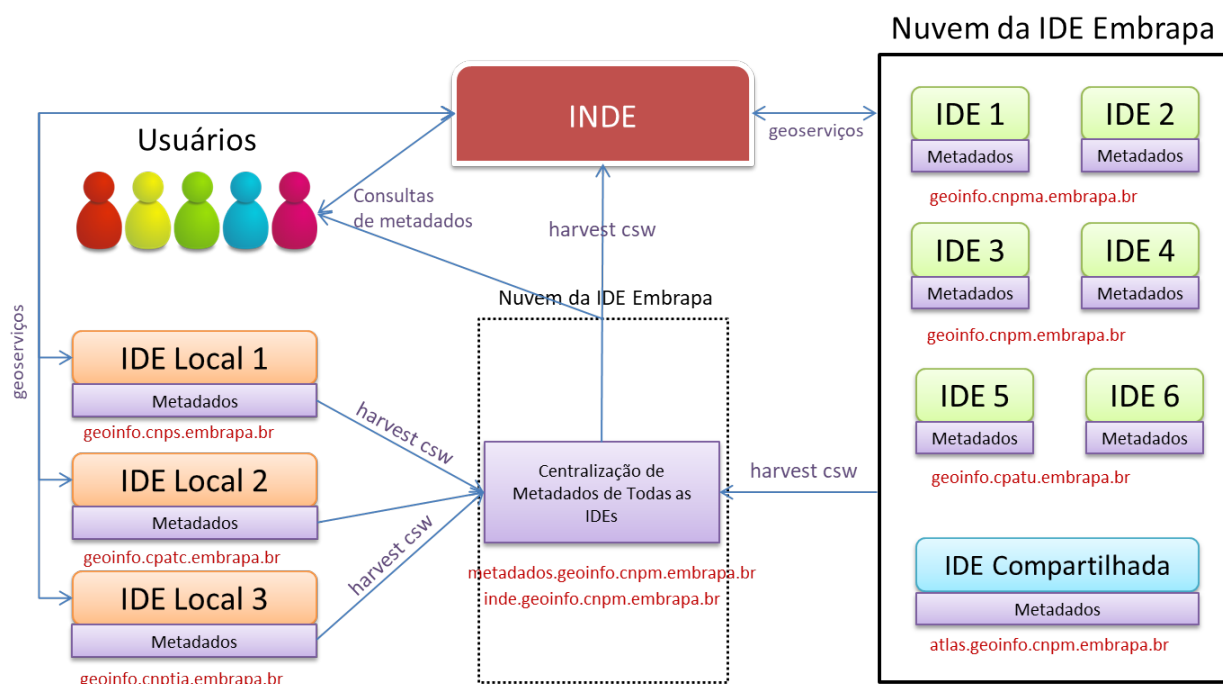 Nuvem da IDE Embrapa
INDE
geoserviços
Usuários
Consultas
de metadados
harvest csw
Nuvem da IDE Embrapa
geoserviços
IDE Local 1
Metadados
geoinfo.cnps.embrapa.br
IDE Local 2
Metadados
geoinfo.cpatc.embrapa.br
IDE Local 3
Metadados
geoinfo.cnptia.embrapa.br
harvest csw
harvest csw
Centralização de
Metadados de Todas as
IDEs
metadados.geoinfo.cnpm.embrapa.br
inde.geoinfo.cnpm.embrapa.br
harvest csw
IDE 1
Metadados
IDE 2
Metadados
geoinfo.cnpma.embrapa.br
IDE 3
Metadados
IDE 4
Metadados
geoinfo.cnpm.embrapa.br
IDE 5
Metadados
IDE 6
Metadados
geoinfo.cpatu.embrapa.br
IDE Compartilhada
Metadados
atlas.geoinfo.cnpm.embrapa.br